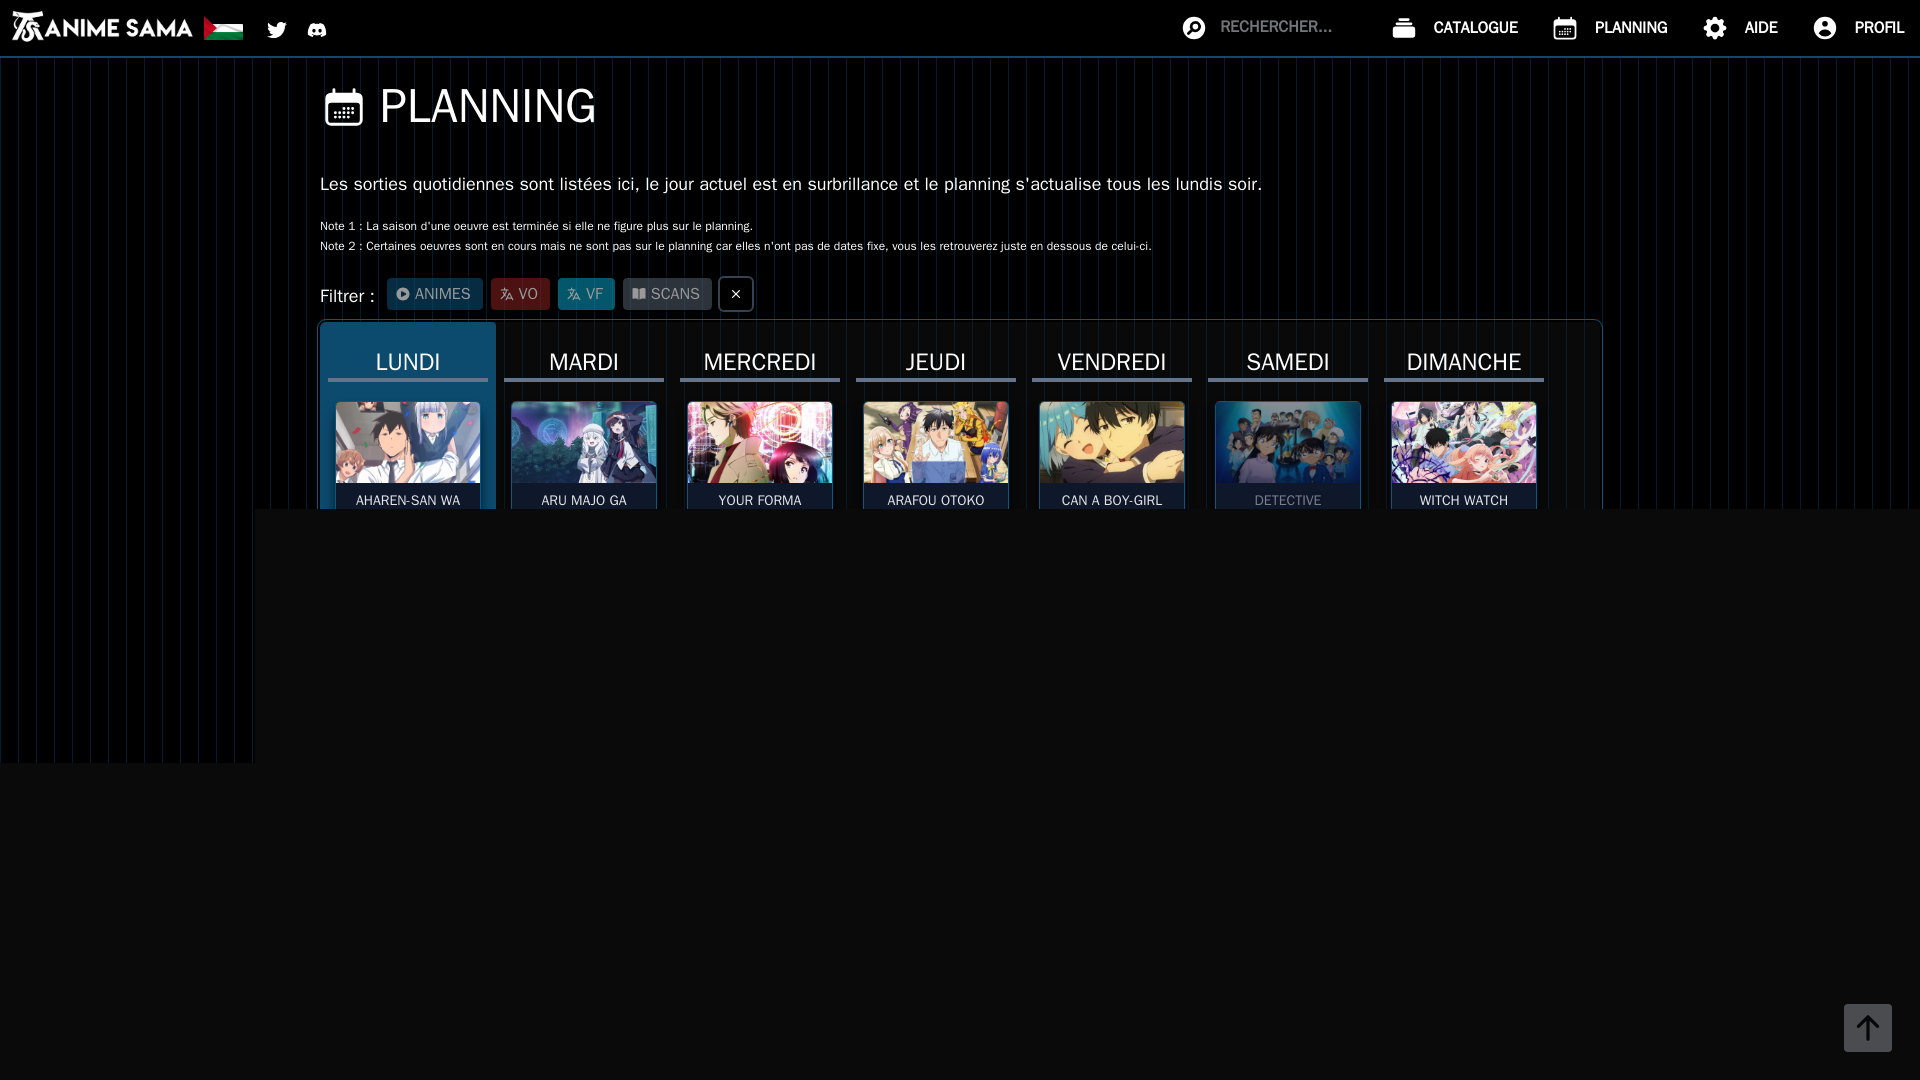 ANIME SAMA
RECHERCHER...
CATALOGUE
PLANNING
AIDE
PROFIL
PLANNING
Les sorties quotidiennes sont listées ici, le jour actuel est en surbrillance et le planning s'actualise tous les lundis soir.
Note 1 : La saison d'une oeuvre est terminée si elle ne figure plus sur le planning.
Note 2 : Certaines oeuvres sont en cours mais ne sont pas sur le planning car elles n'ont pas de dates fixe, vous les retrouverez juste en dessous de celui-ci.
Filtrer :
ANIMES
VO
VF
SCANS
LUNDI
MARDI
MERCREDI
JEUDI
VENDREDI
SAMEDI
DIMANCHE
AHAREN-SAN WA
ARU MAJO GA
YOUR FORMA
ARAFOU OTOKO
CAN A BOY-GIRL
DETECTIVE
WITCH WATCH